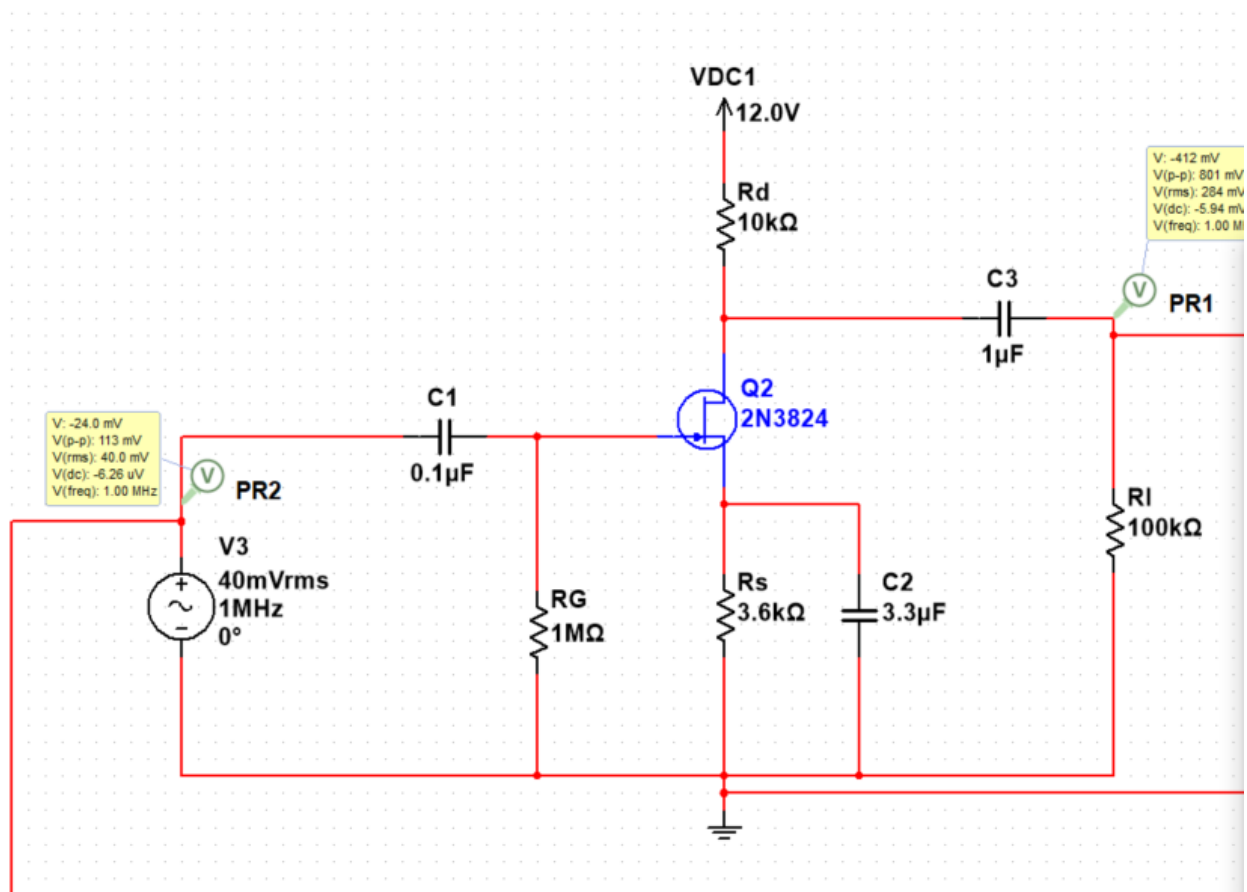 VDC1
12.0V
Rd
10kΩ
V: -412 mV
V(p-p): 801 mV
V(rms): 284 mV
V(dc): -5.94 mV
V(freq): 1.00
PR1
C3
1µF
Q2
2N3824
C1
0.1µF
V: -24.0 mV
V(p-p): 113 mV
V(rms): 40.0 mV
V(dc): -6.26 uV
V(freq): 1.00 MHz
V
V
PR2
V3
40mVrms
1MHz
0°
RG
1MΩ
Rs
3.6kΩ
C2
3.3µF
Rl
100kΩ